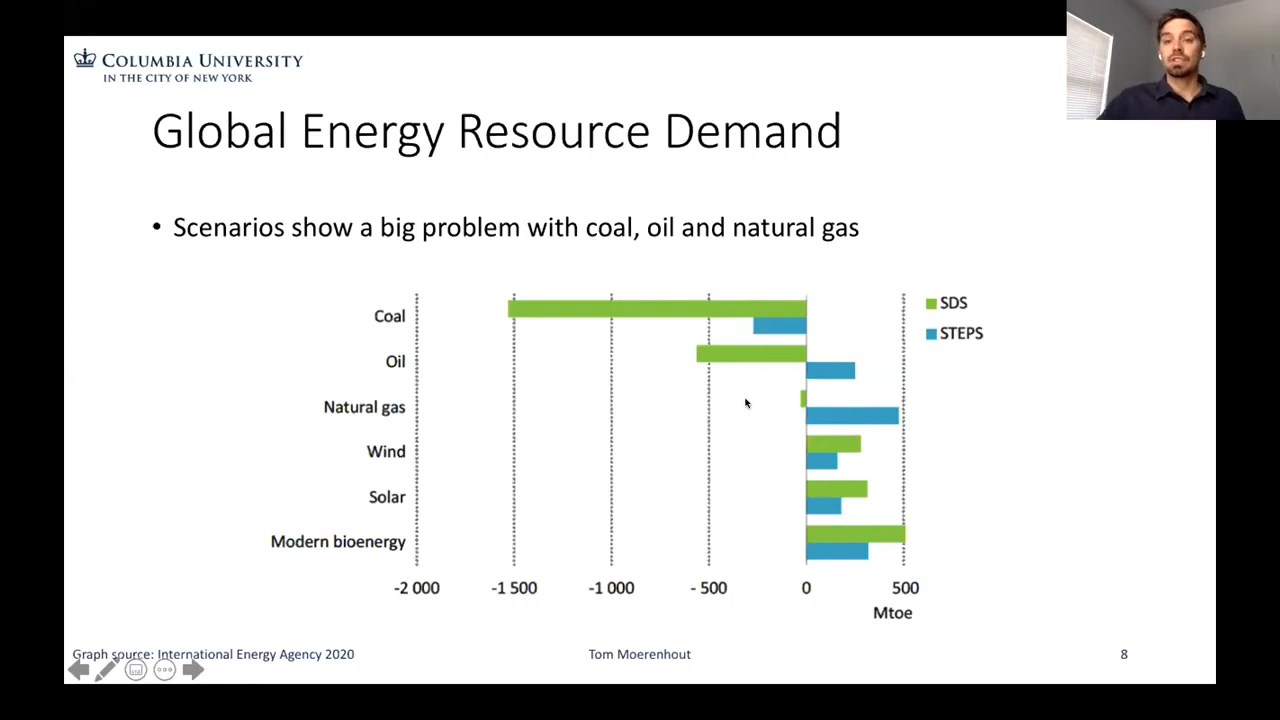 COLUMBIA UNIVERSITY
IN THE CITY OF NEW YORK
Global Energy Resource Demand
• Scenarios show a big problem with coal, oil and natural gas
SDS
STEPS
Coal
Oil
Natural gas
Wind
Solar
Modern bioenergy
-2 000 -1 500 -1 000 - 500 0 500
Mtoe
Graph source: International Energy Agency 2020 Tom Moerenhout 8